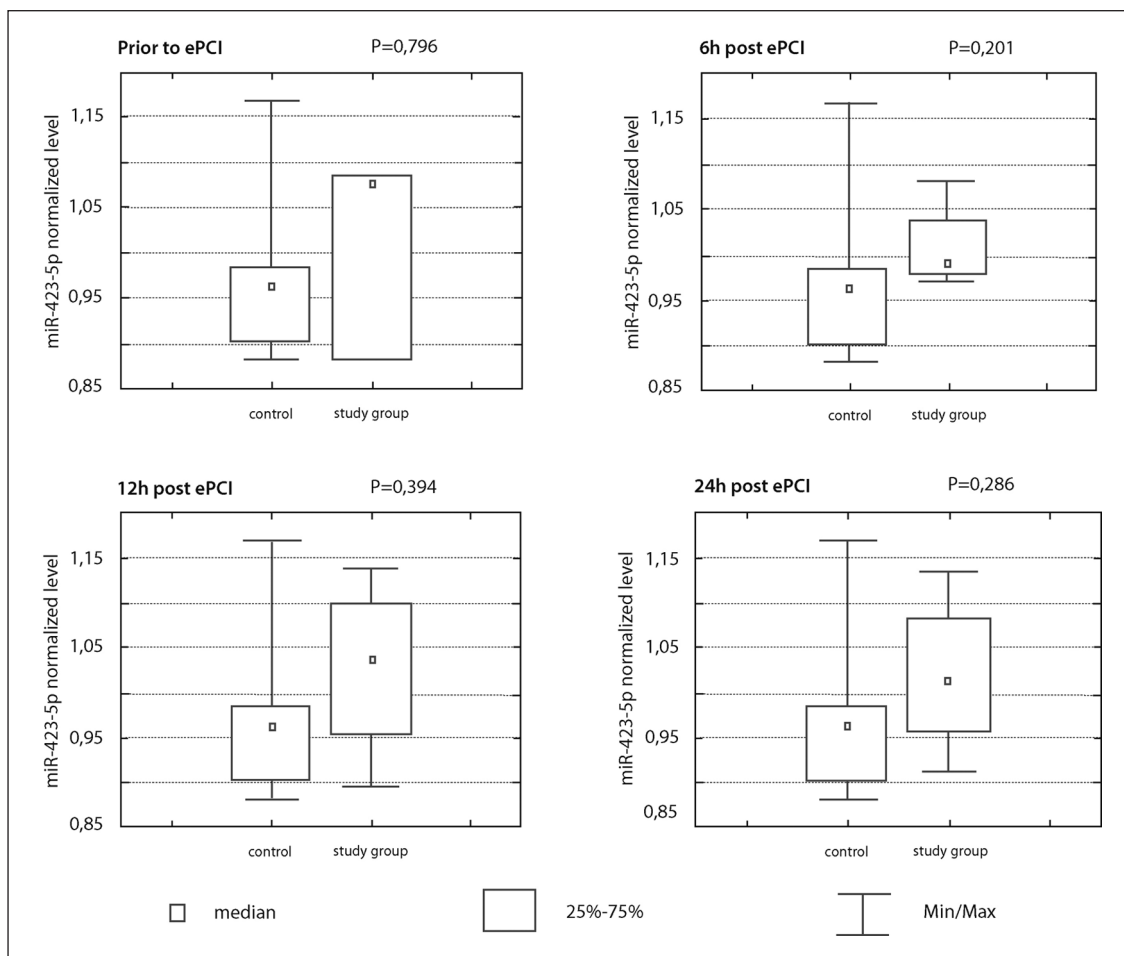 Prior to ePCI P=0,796
miR-423-5p normalized level
1,15
1,05
0,95
0,85
control study group
6h post ePCI P=0,201
miR-423-5p normalized level
1,15
1,05
0,95
0,85
control study group
12h post ePCI P=0,394
miR-423-5p normalized level
1,15
1,05
0,95
0,85
control study group
24h post ePCI P=0,286
miR-423-5p normalized level
1,15
1,05
0,95
0,85
control study group
median 25%-75% Min/Max